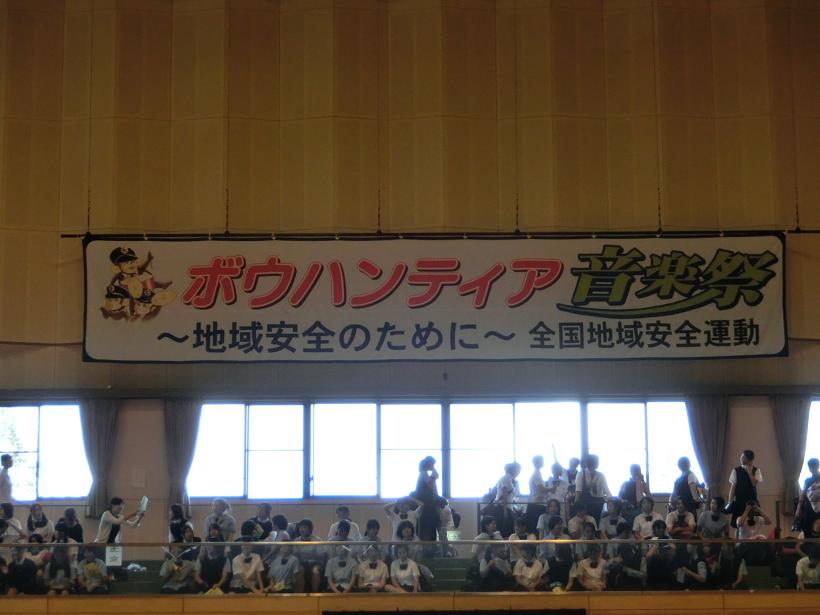 ボウハンティア音楽祭
～地域安全のために～ 全国地域安全運動